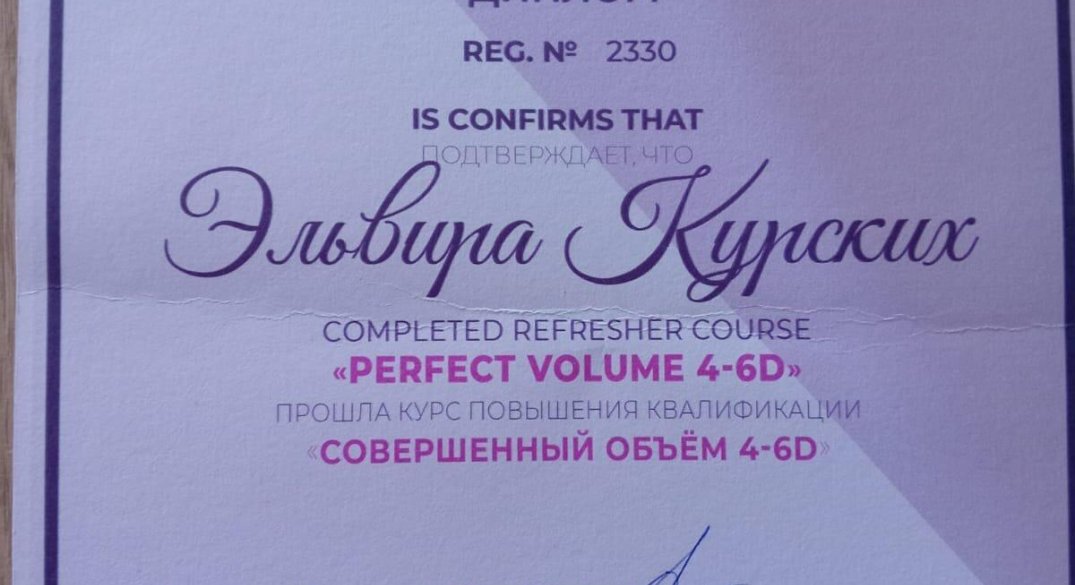 ДИПЛОМ
REG. № 2330
IS CONFIRMS THAT
ПОДТВЕРЖДАЕТ, ЧТО
Эльвира Курских
COMPLETED REFRESHER COURSE
«PERFECT VOLUME 4-6D»
ПРОШЛА КУРС ПОВЫШЕНИЯ КВАЛИФИКАЦИИ
«СОВЕРШЕННЫЙ ОБЪЁМ 4-6D»